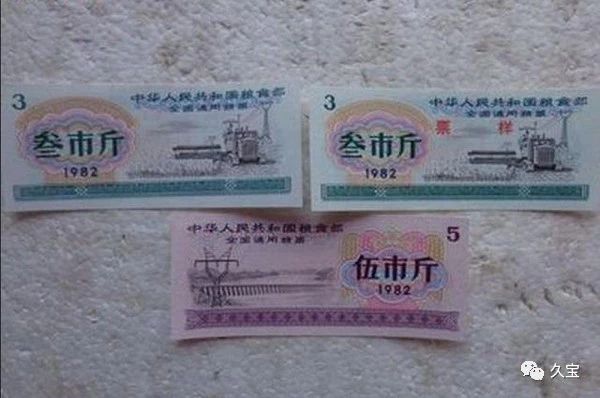 3
中华人民共和国粮食部
全国通用粮票
叁市斤
1982
3
中华人民共和国粮食部
全国通用粮票
票样
叁市斤
1982
中华人民共和国粮食部
全国通用粮票
5
伍市斤
1982
久宝